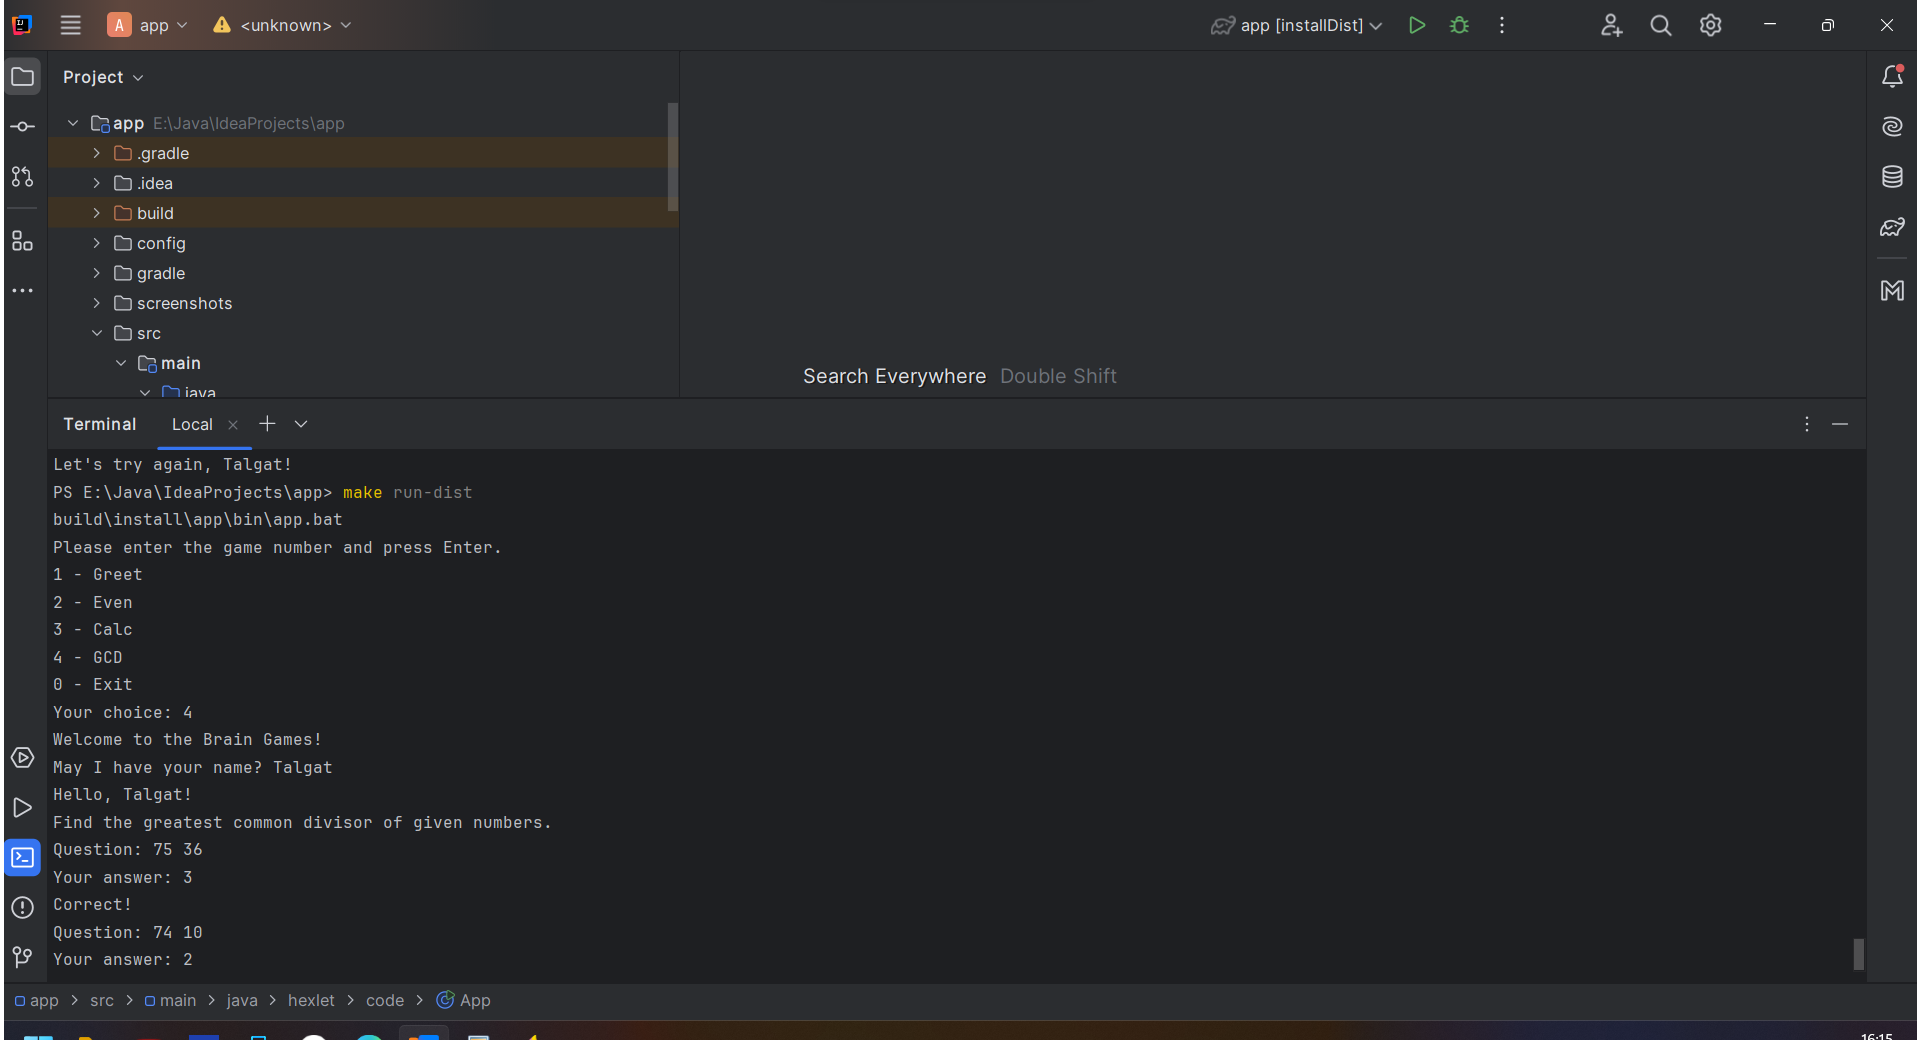 A app <unknown> app [installDist]
Project
app E:\Java\IdeaProjects\app
.gradle
.idea
build
config
gradle
screenshots
src
main
java
Search Everywhere Double Shift
Terminal Local
Let's try again, Talgat!
PS E:\Java\IdeaProjects\app> make run-dist
build\install\app\bin\app.bat
Please enter the game number and press Enter.
1 - Greet
2 - Even
3 - Calc
4 - GCD
0 - Exit
Your choice: 4
Welcome to the Brain Games!
May I have your name? Talgat
Hello, Talgat!
Find the greatest common divisor of given numbers.
Question: 75 36
Your answer: 3
Correct!
Question: 74 10
Your answer: 2
app > src > main > java > hexlet > code > App
16:15